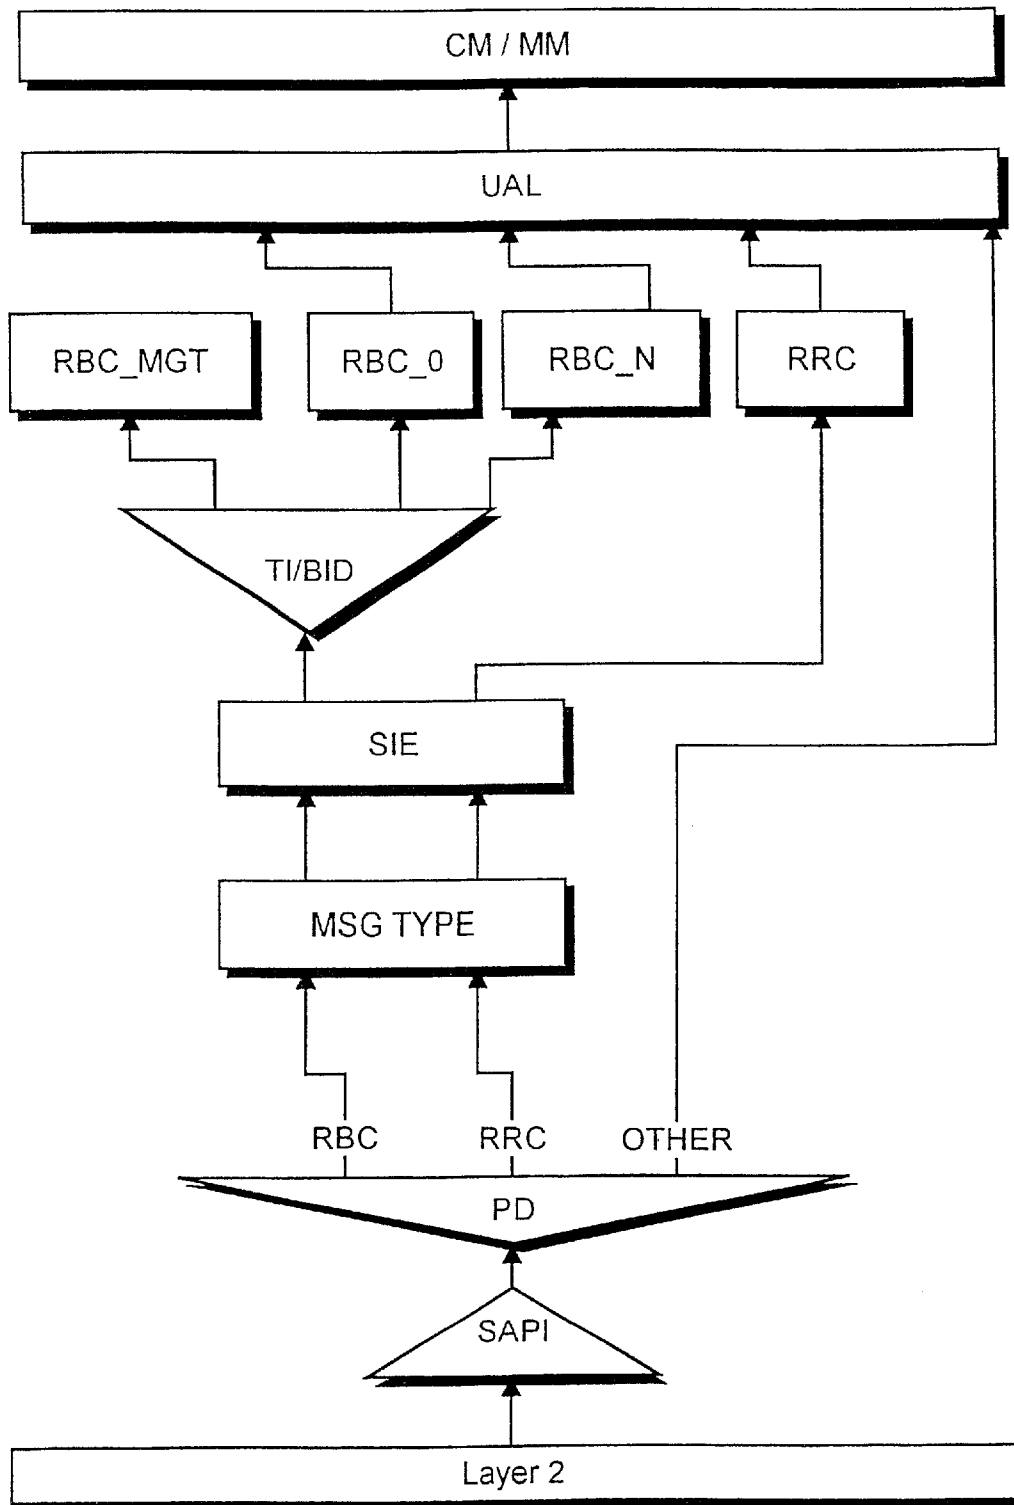 CM / MM
UAL
RBC_MGT
RBC_0
RBC_N
RRC
TI/BID
SIE
MSG TYPE
RBC
RRC
OTHER
PD
SAPI
Layer 2